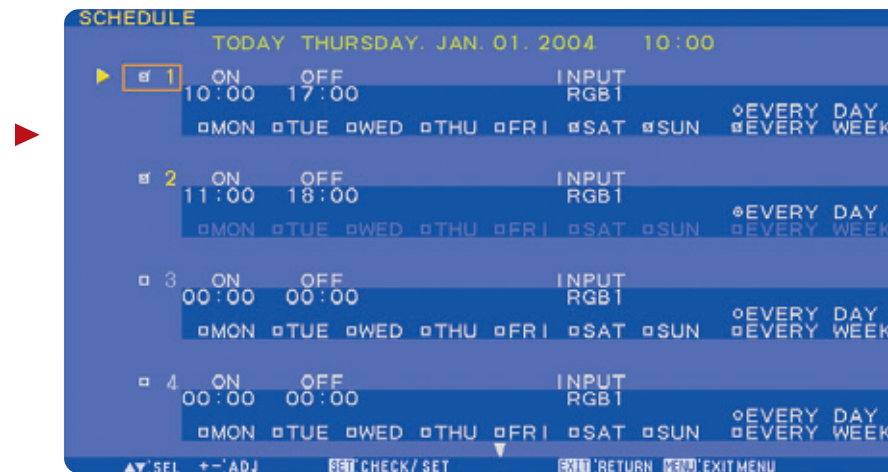 SCHEDULE
TODAY THURSDAY. JAN. 01. 2004 10:00
1 ON OFF INPUT
10:00 17:00 RGB1
EVERY DAY
MON TUE WED THU FRI SAT SUN EVERY WEEK
2 ON OFF INPUT
11:00 18:00 RGB1
EVERY DAY
MON TUE WED THU FRI SAT SUN EVERY WEEK
3 ON OFF INPUT
00:00 00:00 RGB1
EVERY DAY
MON TUE WED THU FRI SAT SUN EVERY WEEK
4 ON OFF INPUT
00:00 00:00 RGB1
EVERY DAY
MON TUE WED THU FRI SAT SUN EVERY WEEK
▲▼:SEL +-:ADJ SET:CHECK/SET EXIT:RETURN MENU:EXITMENU